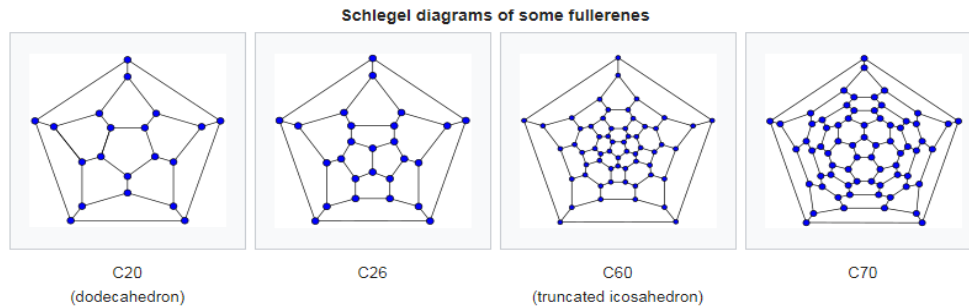 Schlegel diagrams of some fullerenes
C20
(dodecahedron)
C26
C60
(truncated icosahedron)
C70